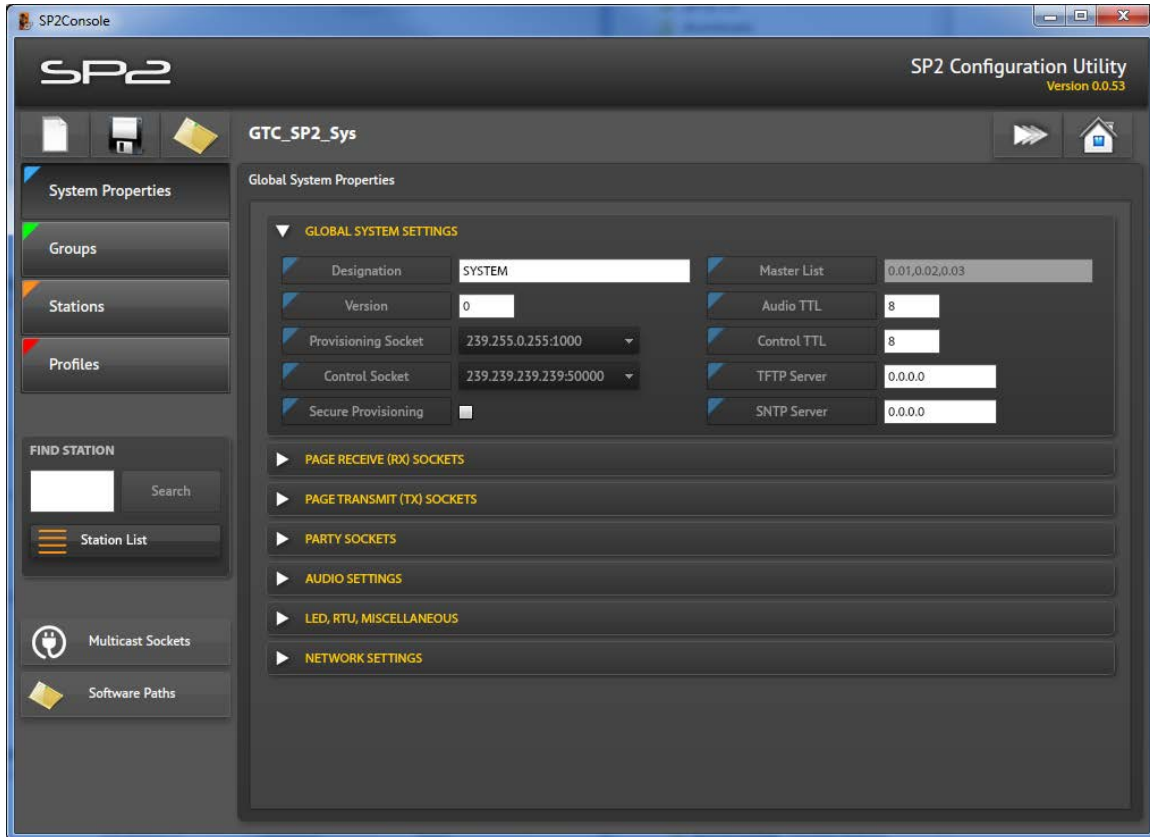 SP2Console
SP2
SP2 Configuration Utility
Version 0.0.53
GTC_SP2_Sys
System Properties
Groups
Stations
Profiles
FIND STATION
Search
Station List
Multicast Sockets
Software Paths
Global System Properties
GLOBAL SYSTEM SETTINGS
Designation SYSTEM Master List 0.01,0.02,0.03
Version 0 Audio TTL 8
Provisioning Socket 239.255.0.255:1000 Control TTL 8
Control Socket 239.239.239.239:50000 TFTP Server 0.0.0.0
Secure Provisioning SNTP Server 0.0.0.0
PAGE RECEIVE (RX) SOCKETS
PAGE TRANSMIT (TX) SOCKETS
PARTY SOCKETS
AUDIO SETTINGS
LED, RTU, MISCELLANEOUS
NETWORK SETTINGS